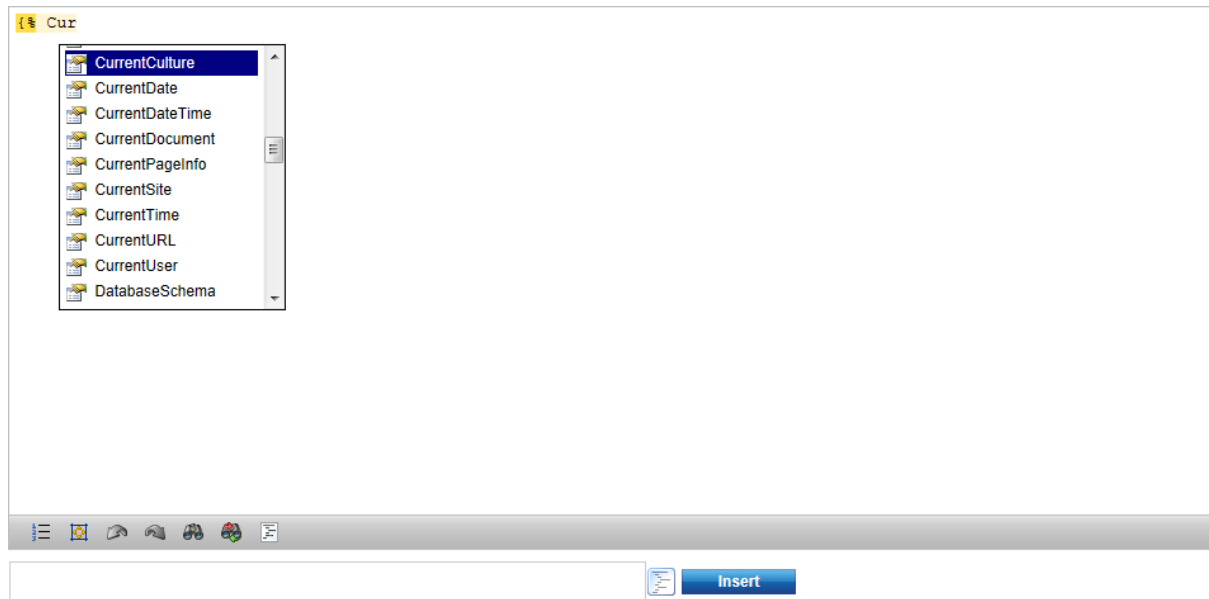 {% Cur
CurrentCulture
CurrentDate
CurrentDateTime
CurrentDocument
CurrentPageInfo
CurrentSite
CurrentTime
CurrentURL
CurrentUser
DatabaseSchema
Insert